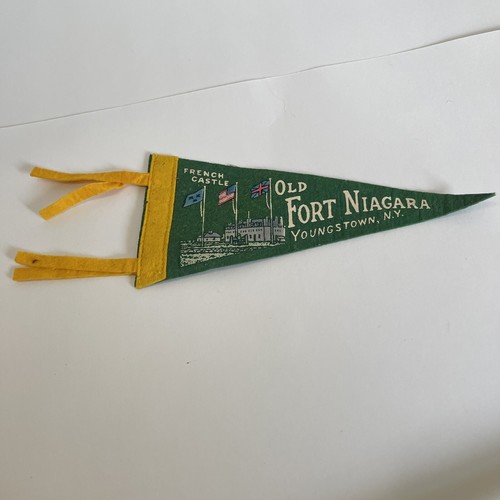 FRENCH
CASTLE
OLD
FORT NIAGARA
YOUNGSTOWN, N.Y.